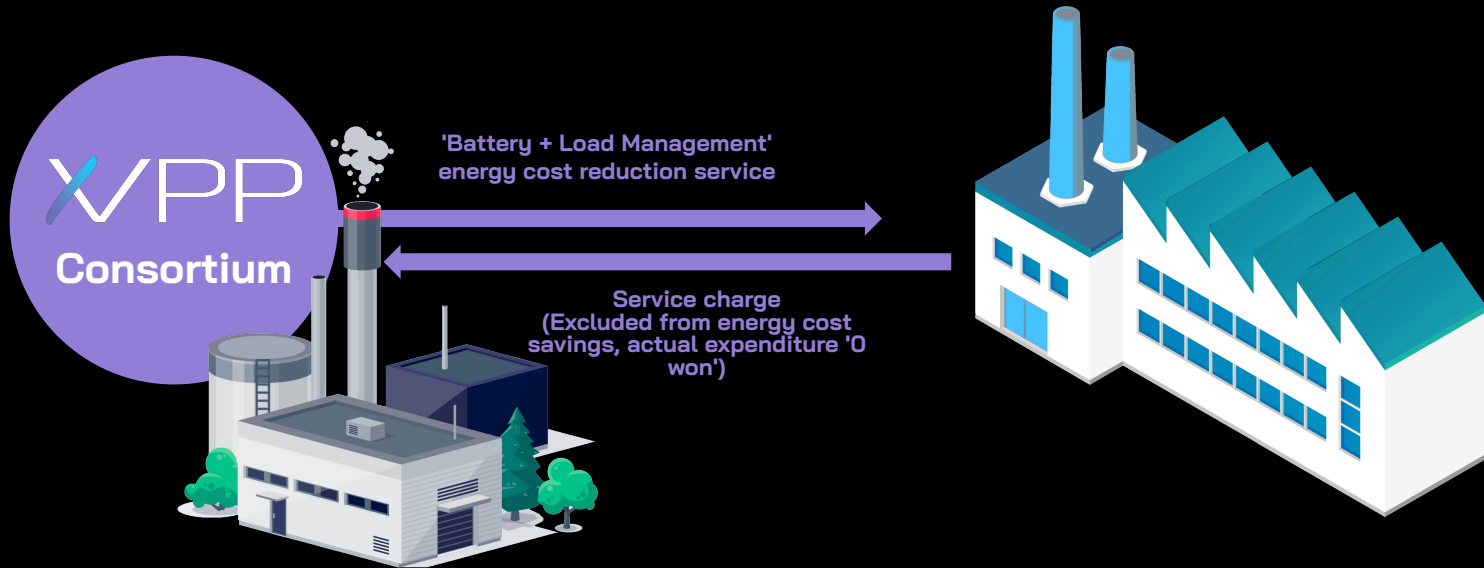 VPP
Consortium
'Battery + Load Management'
energy cost reduction service
Service charge
(Excluded from energy cost
savings, actual expenditure '0
won')